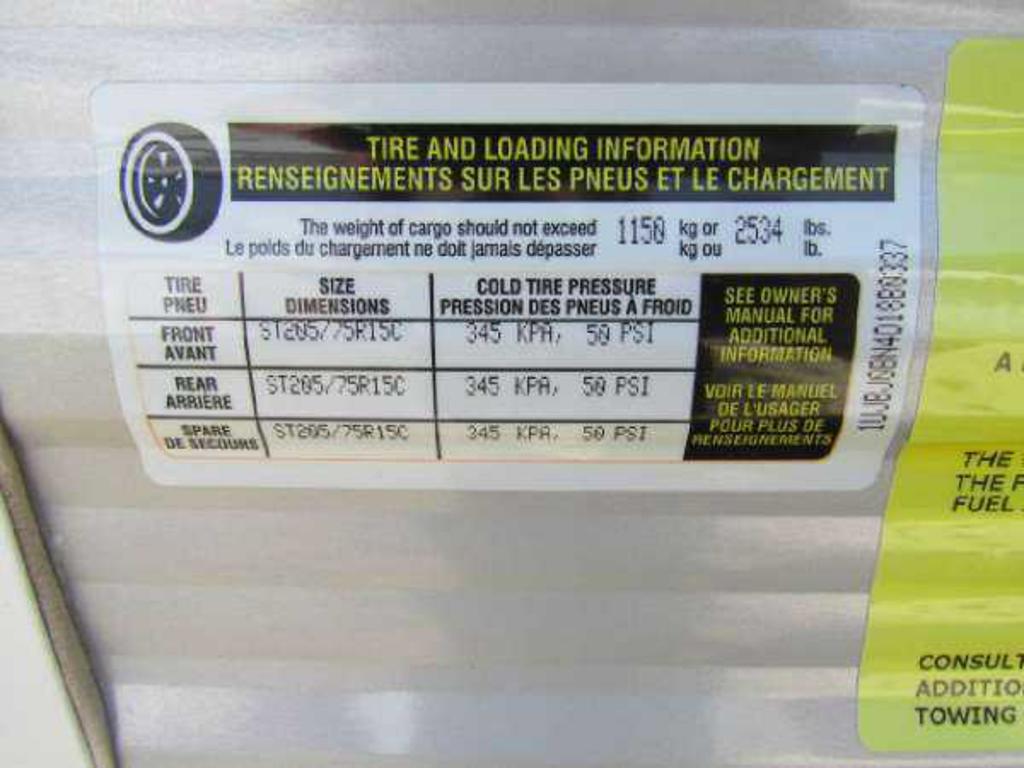 TIRE AND LOADING INFORMATION
RENSEIGNEMENTS SUR LES PNEUS ET LE CHARGEMENT
The weight of cargo should not exceed 1150 kg or 2534 lbs.
Le poids du chargement ne doit jamais dépasser kg ou lb.
TIRE PNEU
SIZE DIMENSIONS
COLD TIRE PRESSURE
PRESSION DES PNEUS À FROID
FRONT AVANT ST205/75R15C 345 KPA, 50 PSI
REAR ARRIÈRE ST205/75R15C 345 KPA, 50 PSI
SPARE DE SECOURS ST205/75R15C 345 KPA, 50 PSI
SEE OWNER'S
MANUAL FOR
ADDITIONAL
INFORMATION
VOIR LE MANUEL
DE L'USAGER
POUR PLUS DE
RENSEIGNEMENTS
A
THE
THE F
FUEL
CONSULT
ADDITIO
TOWING